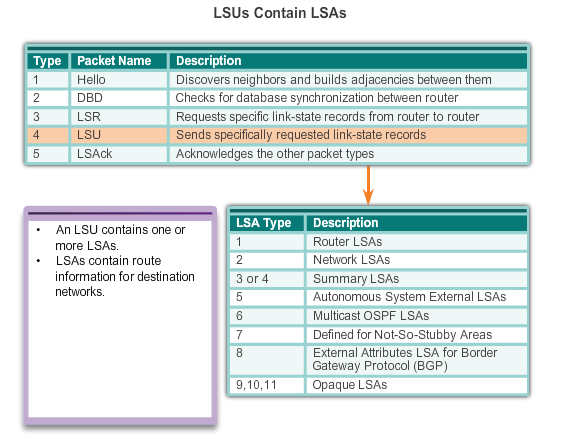 LSUs Contain LSAs
Type Packet Name Description
1 Hello Discovers neighbors and builds adjacencies between them
2 DBD Checks for database synchronization between router
3 LSR Requests specific link-state records from router to router
4 LSU Sends specifically requested link-state records
5 LSAck Acknowledges the other packet types
• An LSU contains one or
more LSAs.
• LSAs contain route
information for destination
networks.
LSA Type Description
1 Router LSAs
2 Network LSAs
3 or 4 Summary LSAs
5 Autonomous System External LSAs
6 Multicast OSPF LSAs
7 Defined for Not-So-Stubby Areas
8 External Attributes LSA for Border
Gateway Protocol (BGP)
9,10,11 Opaque LSAs